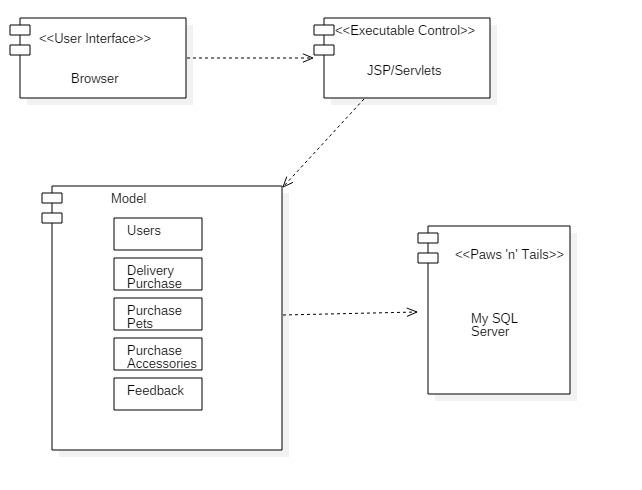 <<User Interface>>
Browser
<<Executable Control>>
JSP/Servlets
Model
Users
Delivery
Purchase
Purchase
Pets
Purchase
Accessories
Feedback
<<Paws 'n' Tails>>
My SQL
Server